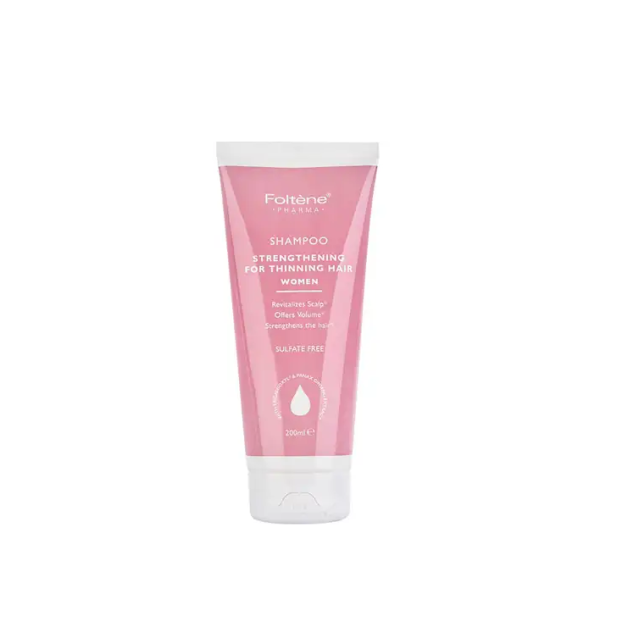 Foltène®
•PHARMA•
SHAMPOO
STRENGTHENING
FOR THINNING HAIR
WOMEN
Revitalizes Scalp
Offers Volume
Strengthens the hair
SULFATE FREE
200ml ℮